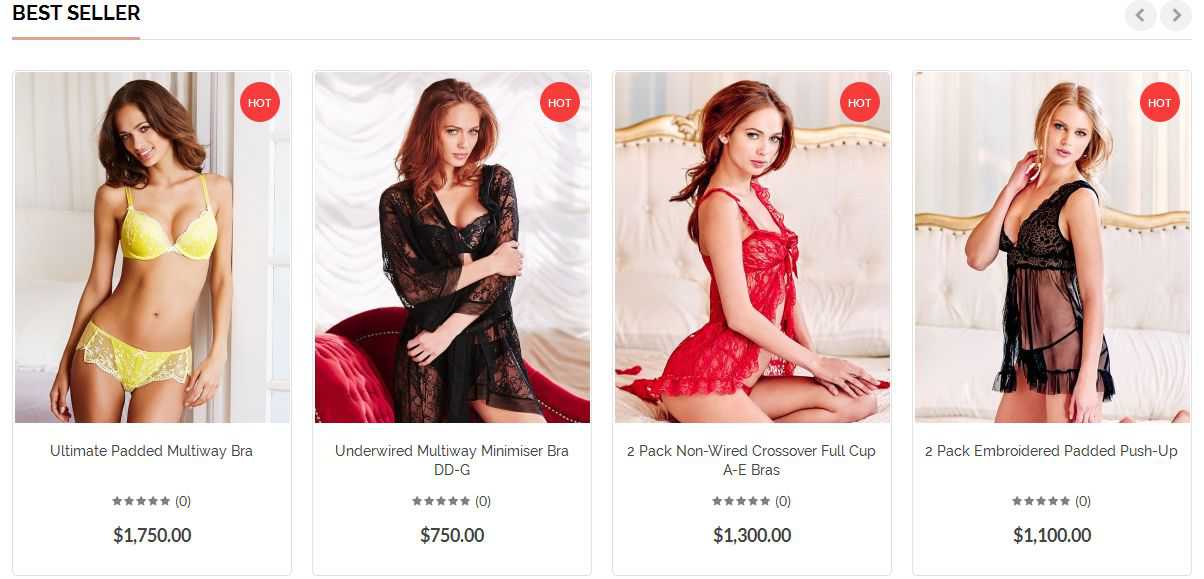 BEST SELLER
HOT
HOT
HOT
HOT
Ultimate Padded Multiway Bra
Underwired Multiway Minimiser Bra
DD-G
2 Pack Non-Wired Crossover Full Cup
A-E Bras
2 Pack Embroidered Padded Push-Up
(0)
(0)
(0)
(0)
$1,750.00
$750.00
$1,300.00
$1,100.00